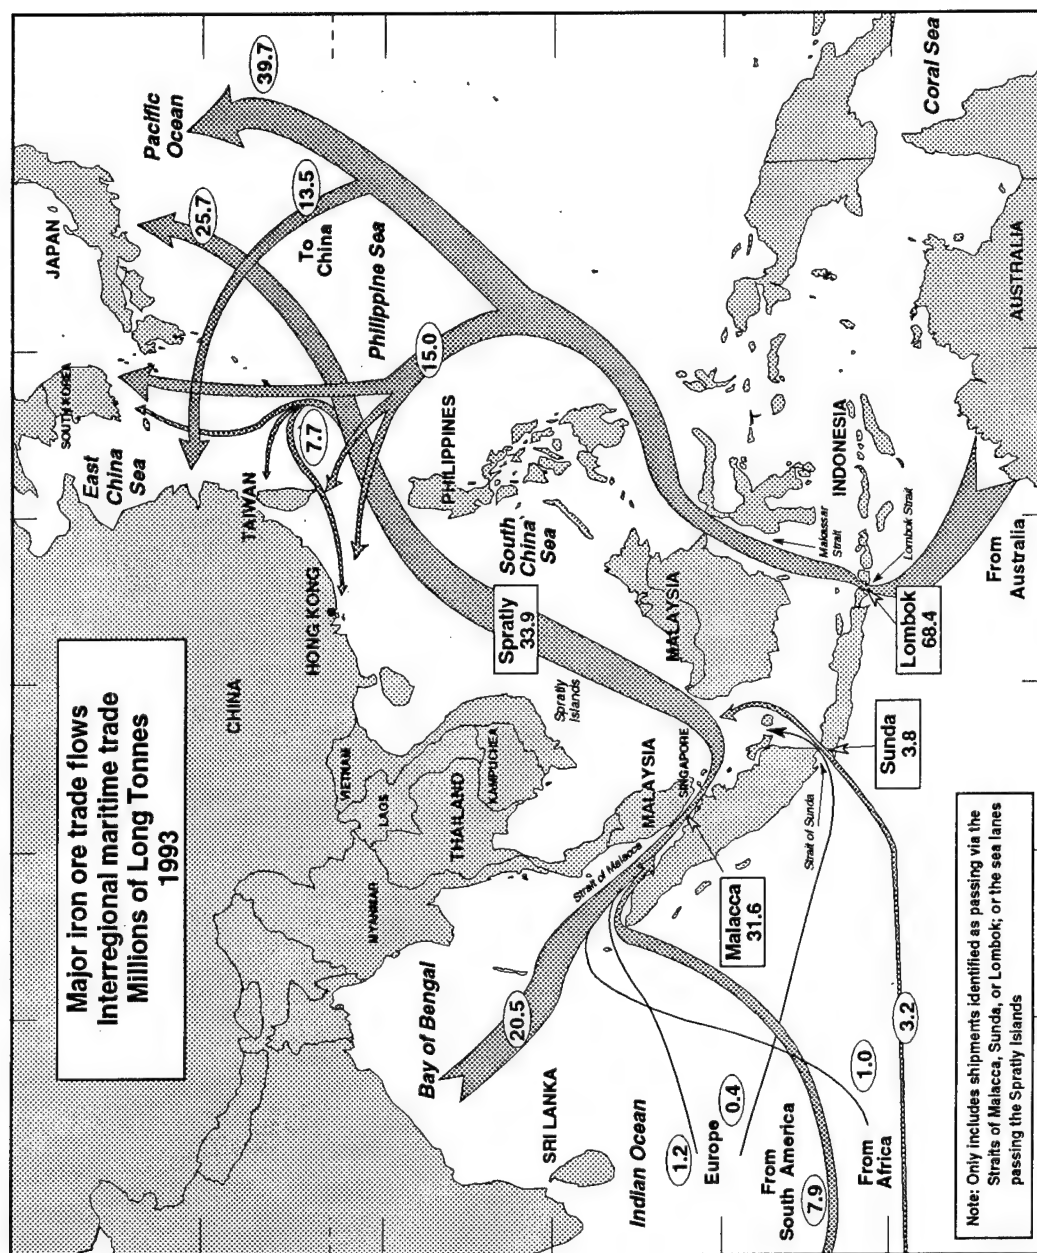 Major iron ore trade flows
Interregional maritime trade
Millions of Long Tonnes
1993
JAPAN
SOUTH KOREA
East
China
Sea
Pacific
Ocean
39.7
25.7
13.5
To
China
Philippine Sea
15.0
7.7
TAIWAN
HONG KONG
CHINA
VIETNAM
LAOS
THAILAND
KAMPUCHEA
MYANMAR
PHILIPPINES
South
China
Sea
Spratly
33.9
Spratly
Islands
MALAYSIA
MALAYSIA
SINGAPORE
Strait of Malacca
Malacca
31.6
Bay of Bengal
20.5
SRI LANKA
Indian Ocean
1.2
Europe
0.4
From
South America
7.9
From
Africa
1.0
3.2
Strait of Sunda
Sunda
3.8
Lombok
68.4
Lombok Strait
Makassar
Strait
INDONESIA
From
Australia
AUSTRALIA
Coral Sea
Note: Only includes shipments identified as passing via the
Straits of Malacca, Sunda, or Lombok; or the sea lanes
passing the Spratly Islands